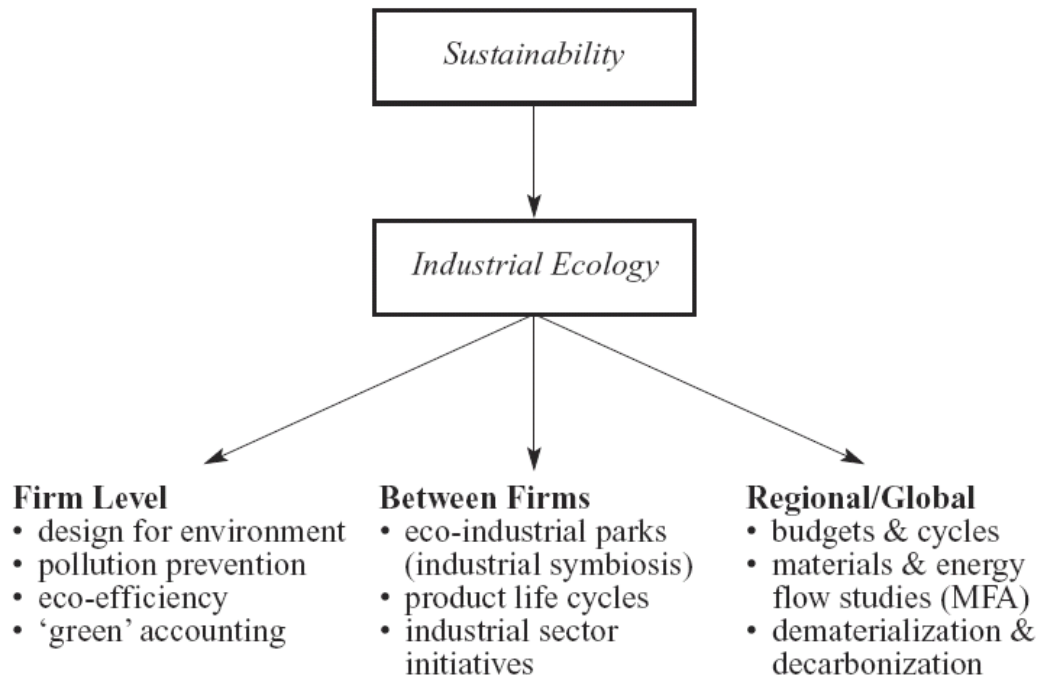 Sustainability
Industrial Ecology
Firm Level
• design for environment
• pollution prevention
• eco-efficiency
• ‘green’ accounting
Between Firms
• eco-industrial parks
(industrial symbiosis)
• product life cycles
• industrial sector
initiatives
Regional/Global
• budgets & cycles
• materials & energy
flow studies (MFA)
• dematerialization &
decarbonization